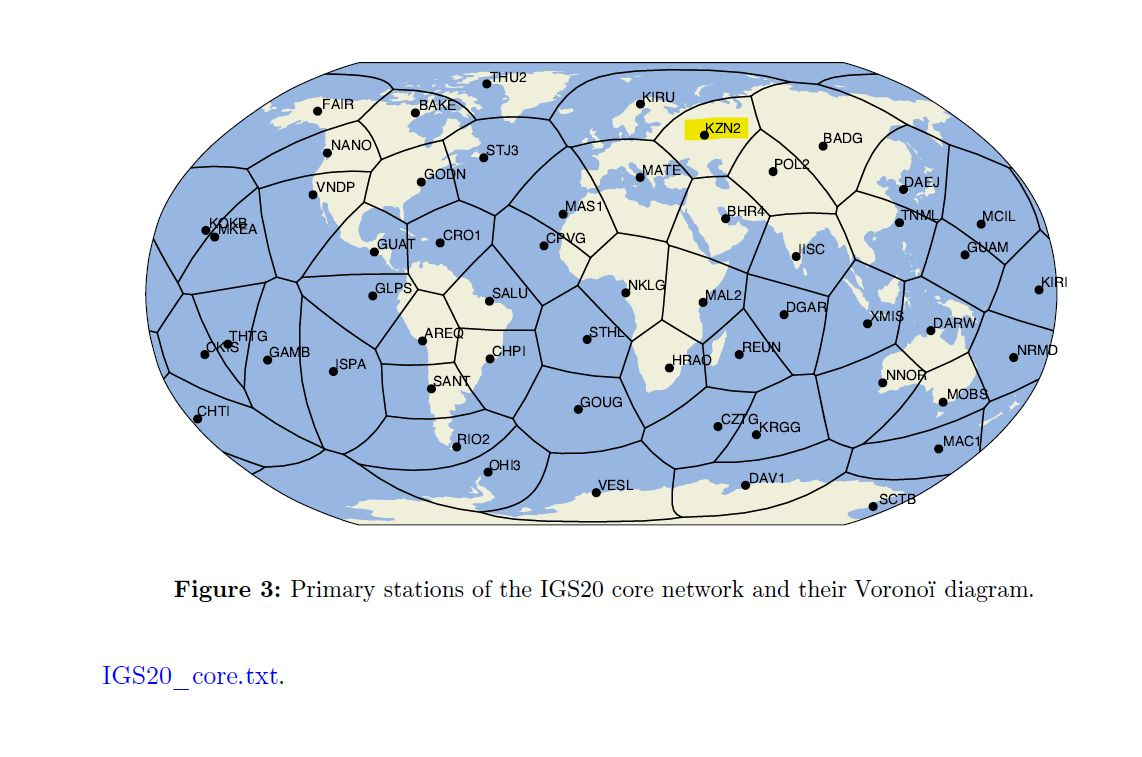 THU2
KIRU
FAIR
BAKE
KZN2
NANO
STJ3
BADG
GODN
MATE
POL2
VNDP
DAEJ
MAS1
BHR4
TNML
MCIL
KOKB
MKEA
GUAT
CRO1
CPVG
IISC
GUAM
GLPS
SALU
NKLG
MAL2
DGAR
KIRI
THTG
CKIS
GAMB
ISPA
AREQ
CHPI
STHL
HRAO
REUN
XMIS
DARW
NRMD
SANT
NNOR
MOBS
CHTI
GOUG
CZTG
KRGG
RIO2
MAC1
OHI3
VESL
DAV1
SCTB
Figure 3: Primary stations of the IGS20 core network and their Voronoï diagram.
IGS20_core.txt.